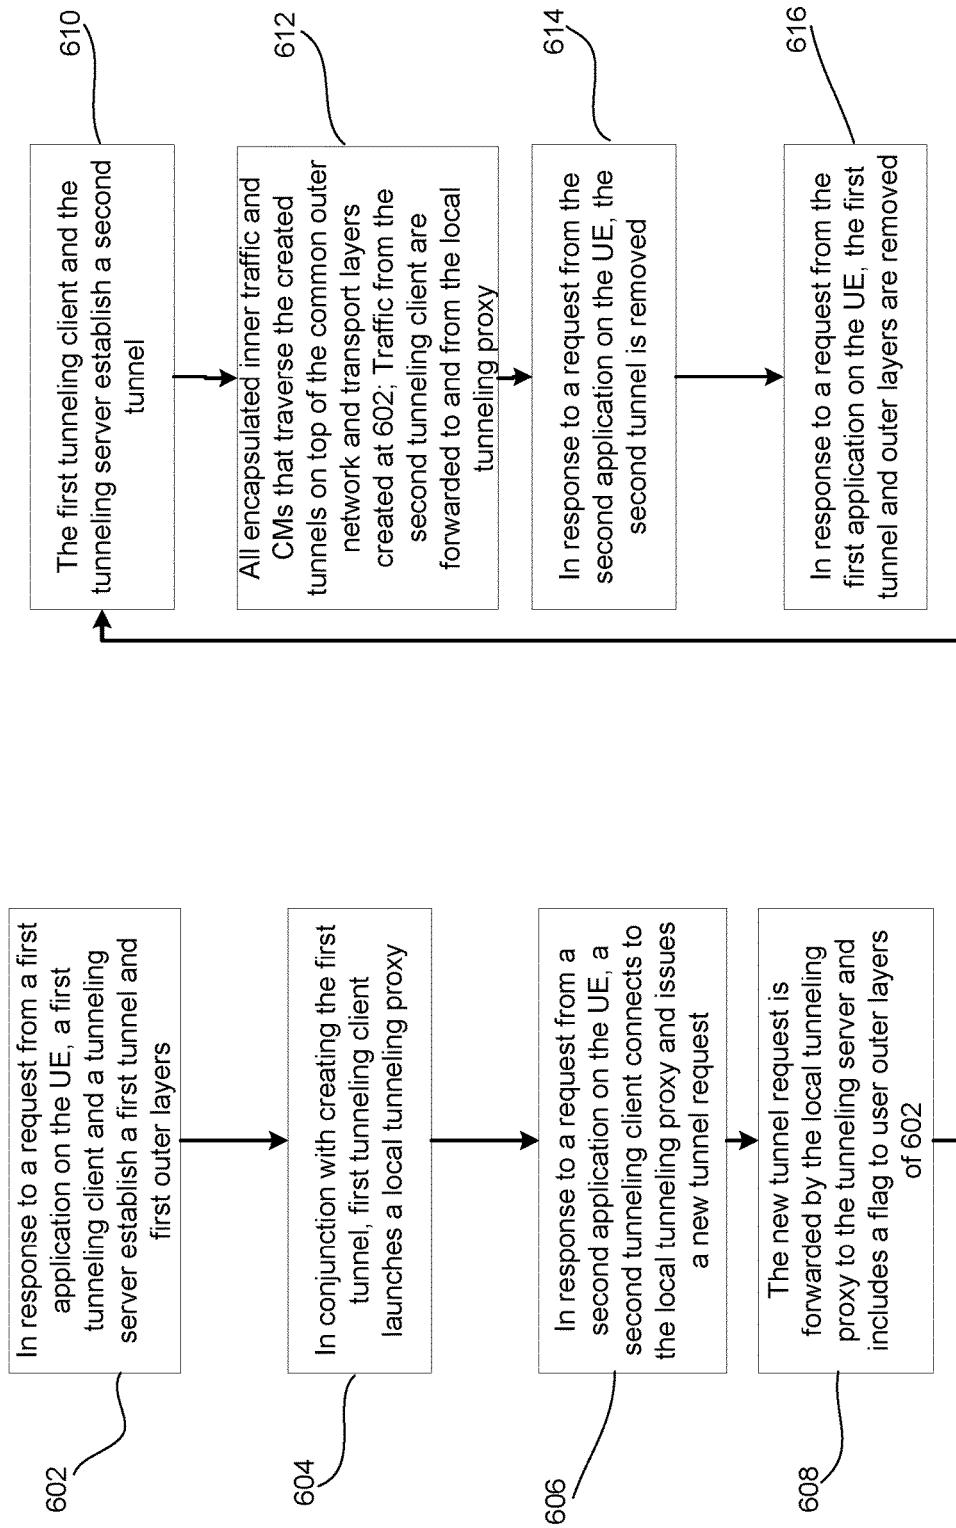 602
In response to a request from a first
application on the UE, a first
tunneling client and a tunneling
server establish a first tunnel and
first outer layers
604
In conjunction with creating the first
tunnel, first tunneling client
launches a local tunneling proxy
606
In response to a request from a
second application on the UE, a
second tunneling client connects to
the local tunneling proxy and issues
a new tunnel request
608
The new tunnel request is
forwarded by the local tunneling
proxy to the tunneling server and
includes a flag to user outer layers
of 602
610
The first tunneling client and the
tunneling server establish a second
tunnel
612
All encapsulated inner traffic and
CMs that traverse the created
tunnels on top of the common outer
network and transport layers
created at 602; Traffic from the
second tunneling client are
forwarded to and from the local
tunneling proxy
614
In response to a request from the
second application on the UE, the
second tunnel is removed
616
In response to a request from the
first application on the UE, the first
tunnel and outer layers are removed